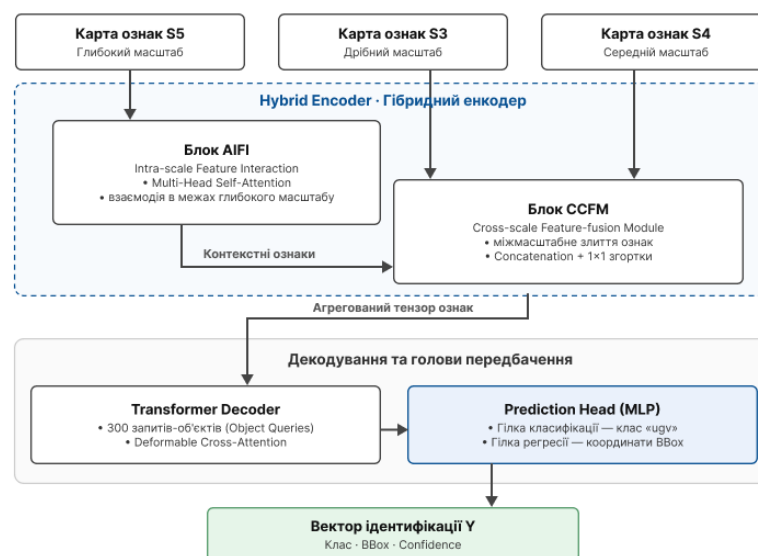 Карта ознак S5
Глибокий масштаб
Карта ознак S3
Дрібний масштаб
Карта ознак S4
Середній масштаб
Hybrid Encoder · Гібридний енкодер
Блок AIFI
Intra-scale Feature Interaction
• Multi-Head Self-Attention
• взаємодія в межах глибокого масштабу
Блок CCFM
Cross-scale Feature-fusion Module
• міжмасштабне злиття ознак
• Concatenation + 1×1 згортки
Контекстні ознаки
Агрегований тензор ознак
Декодування та голови передбачення
Transformer Decoder
• 300 запитів-об'єктів (Object Queries)
• Deformable Cross-Attention
Prediction Head (MLP)
• Гілка класифікації — клас «ugv»
• Гілка регресії — координати BBox
Вектор ідентифікації Y
Клас · BBox · Confidence